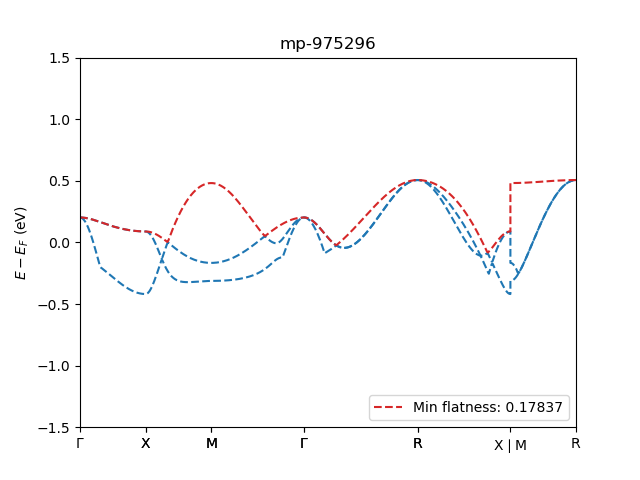 mp-975296
E − E_F (eV)
1.5
1.0
0.5
0.0
−0.5
−1.0
−1.5
Min flatness: 0.17837
Γ X M Γ R X | M R